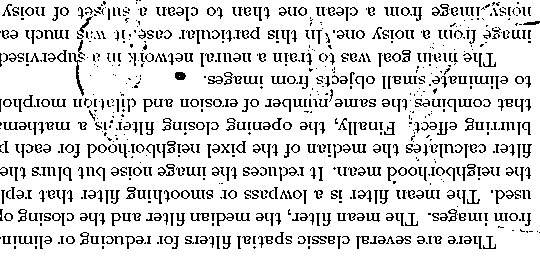 There are several classic spatial filters for reducing or elimin
from images. The mean filter, the median filter and the closing op
used. The mean filter is a lowpass or smoothing filter that repl
the neighborhood mean. It reduces the image noise but blurs the
filter calculates the median of the pixel neighborhood for each p
blurring effect. Finally, the opening closing filter is a mathema
that combines the same number of erosion and dilation morpholo
to eliminate small objects from images.
The main goal was to train a neural network in a supervised
image from a noisy one. In this particular case, it was much ea
noisy image from a clean one than to clean a subset of noisy